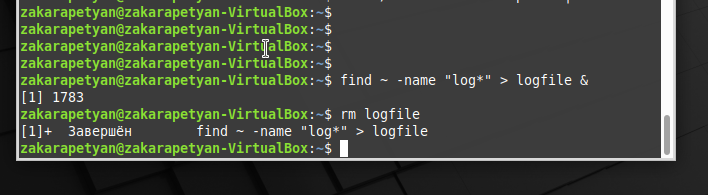 zakarapetyan@zakarapetyan-VirtualBox:~$
zakarapetyan@zakarapetyan-VirtualBox:~$
zakarapetyan@zakarapetyan-VirtualBox:~$
zakarapetyan@zakarapetyan-VirtualBox:~$
zakarapetyan@zakarapetyan-VirtualBox:~$ find ~ -name "log*" > logfile &
[1] 1783
zakarapetyan@zakarapetyan-VirtualBox:~$ rm logfile
[1]+  Завершён        find ~ -name "log*" > logfile
zakarapetyan@zakarapetyan-VirtualBox:~$